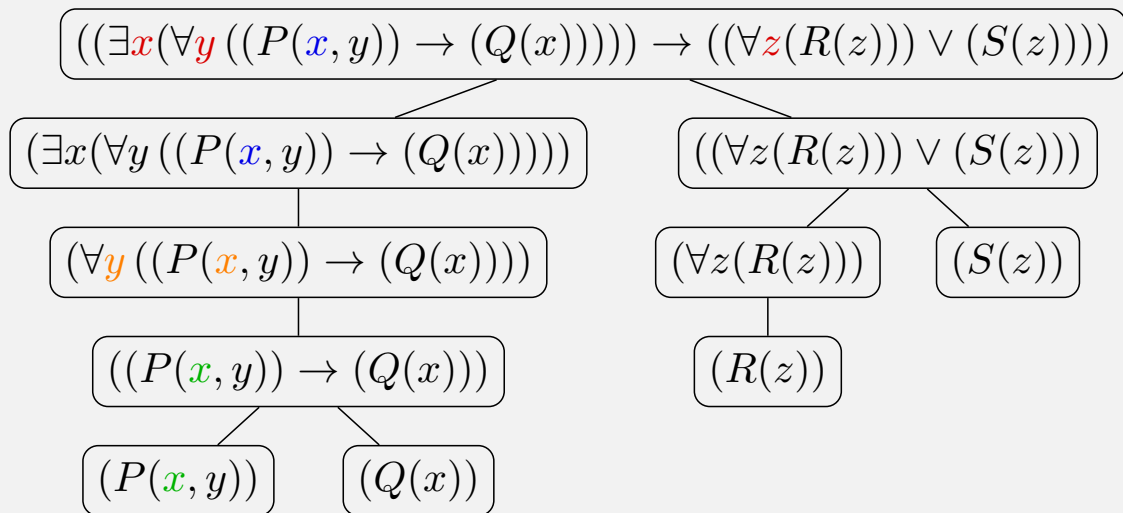 ((∃x(∀y ((P(x, y)) → (Q(x))))) → ((∀z(R(z))) ∨ (S(z))))
(∃x(∀y ((P(x, y)) → (Q(x))))) ((∀z(R(z))) ∨ (S(z)))
(∀y ((P(x, y)) → (Q(x)))) (∀z(R(z))) (S(z))
((P(x, y)) → (Q(x))) (R(z))
(P(x, y)) (Q(x))